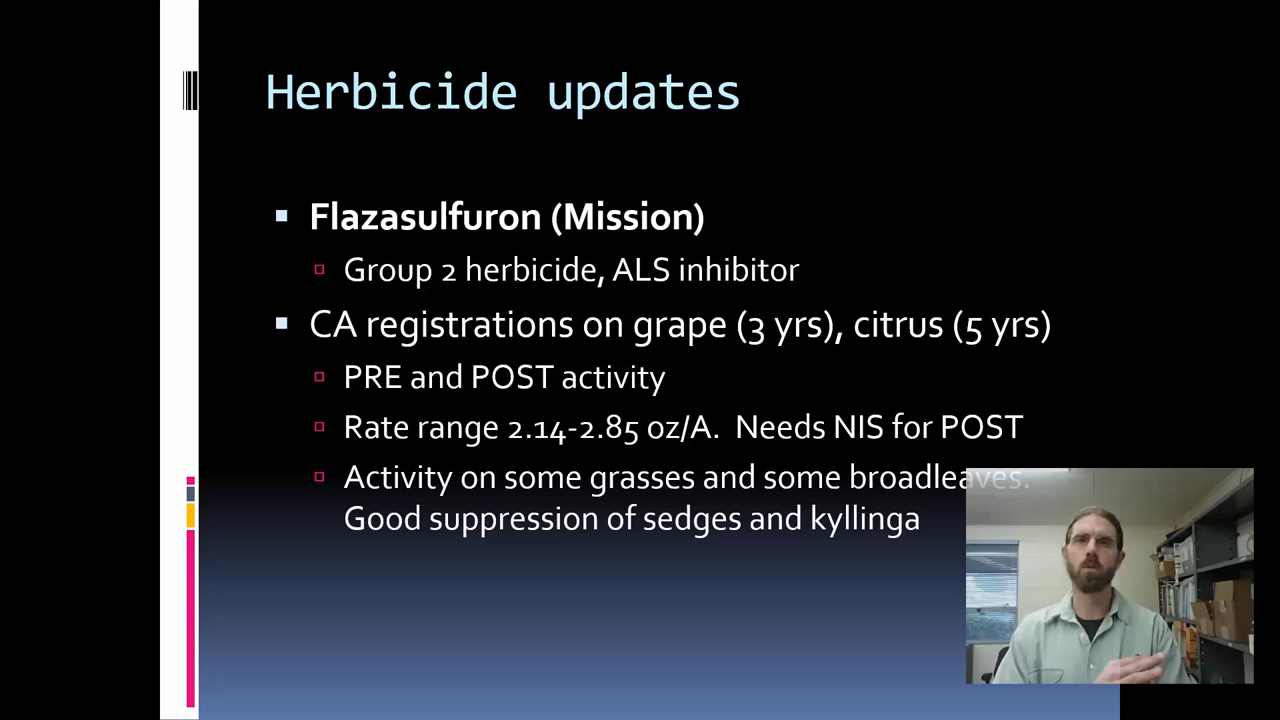 Herbicide updates
Flazasulfuron (Mission)
Group 2 herbicide, ALS inhibitor
CA registrations on grape (3 yrs), citrus (5 yrs)
PRE and POST activity
Rate range 2.14-2.85 oz/A. Needs NIS for POST
Activity on some grasses and some broadleaves.
Good suppression of sedges and kyllinga